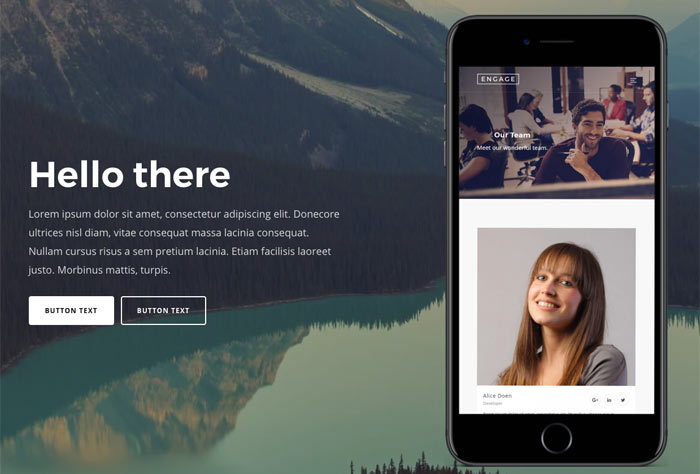 Hello there
Lorem ipsum dolor sit amet, consectetur adipiscing elit. Donecore
ultrices nisl diam, vitae consequat massa lacinia consequat.
Nullam cursus risus a sem pretium lacinia. Etiam facilisis laoreet
justo. Morbinus mattis, turpis.
BUTTON TEXT
BUTTON TEXT
ENGAGE
Our Team
Meet our wonderful team.
Alice Doen
Developer
G+ in